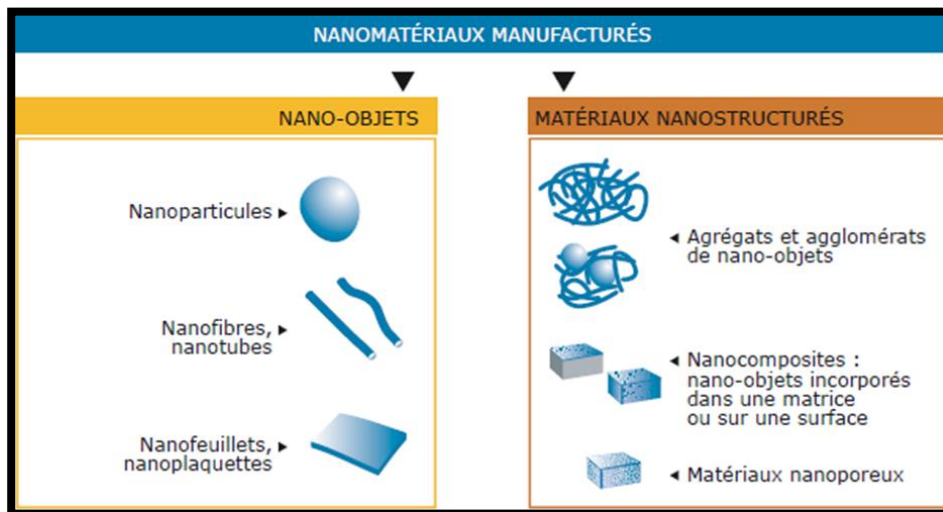 NANOMATÉRIAUX MANUFACTURÉS
NANO-OBJETS
Nanoparticules
Nanofibres,
nanotubes
Nanofeuillets,
nanoplaquettes
MATÉRIAUX NANOSTRUCTURÉS
Agrégats et agglomérats
de nano-objets
Nanocomposites :
nano-objets incorporés
dans une matrice
ou sur une surface
Matériaux nanoporeux